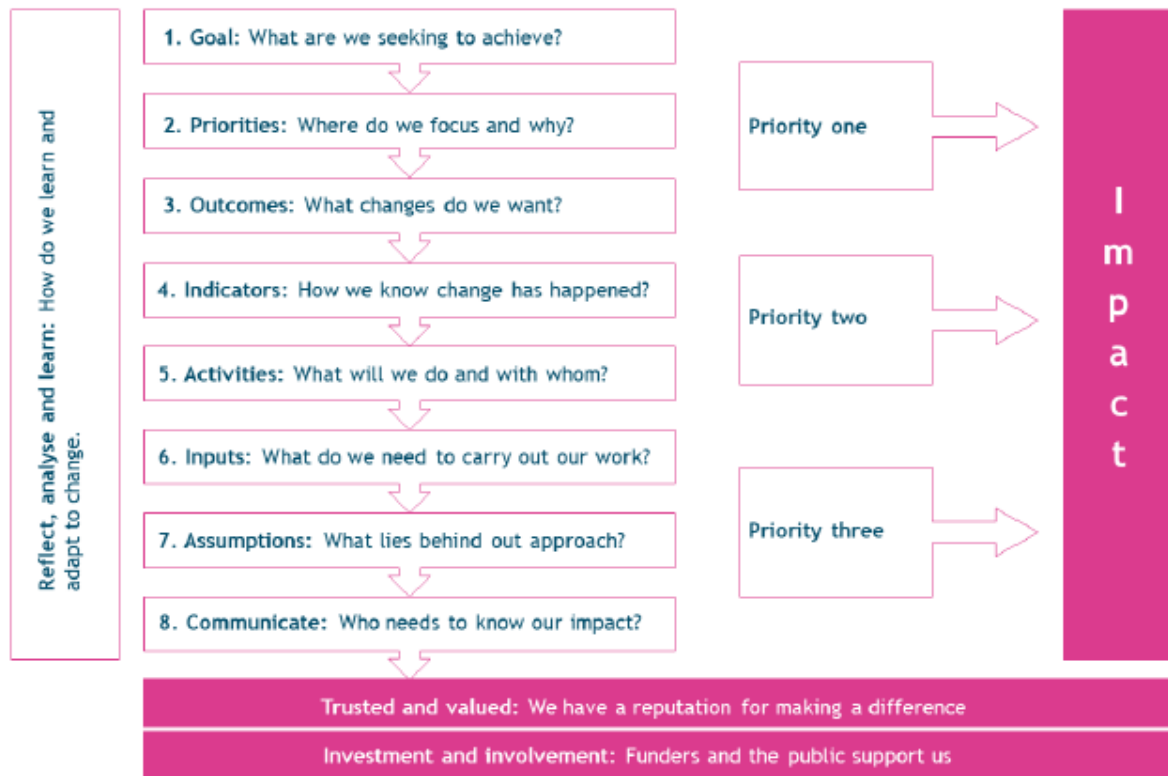 Reflect, analyse and learn: How do we learn and
adapt to change.
1. Goal: What are we seeking to achieve?
2. Priorities: Where do we focus and why?
3. Outcomes: What changes do we want?
4. Indicators: How we know change has happened?
5. Activities: What will we do and with whom?
6. Inputs: What do we need to carry out our work?
7. Assumptions: What lies behind out approach?
8. Communicate: Who needs to know our impact?
Priority one
Priority two
Priority three
Impact
Trusted and valued: We have a reputation for making a difference
Investment and involvement: Funders and the public support us